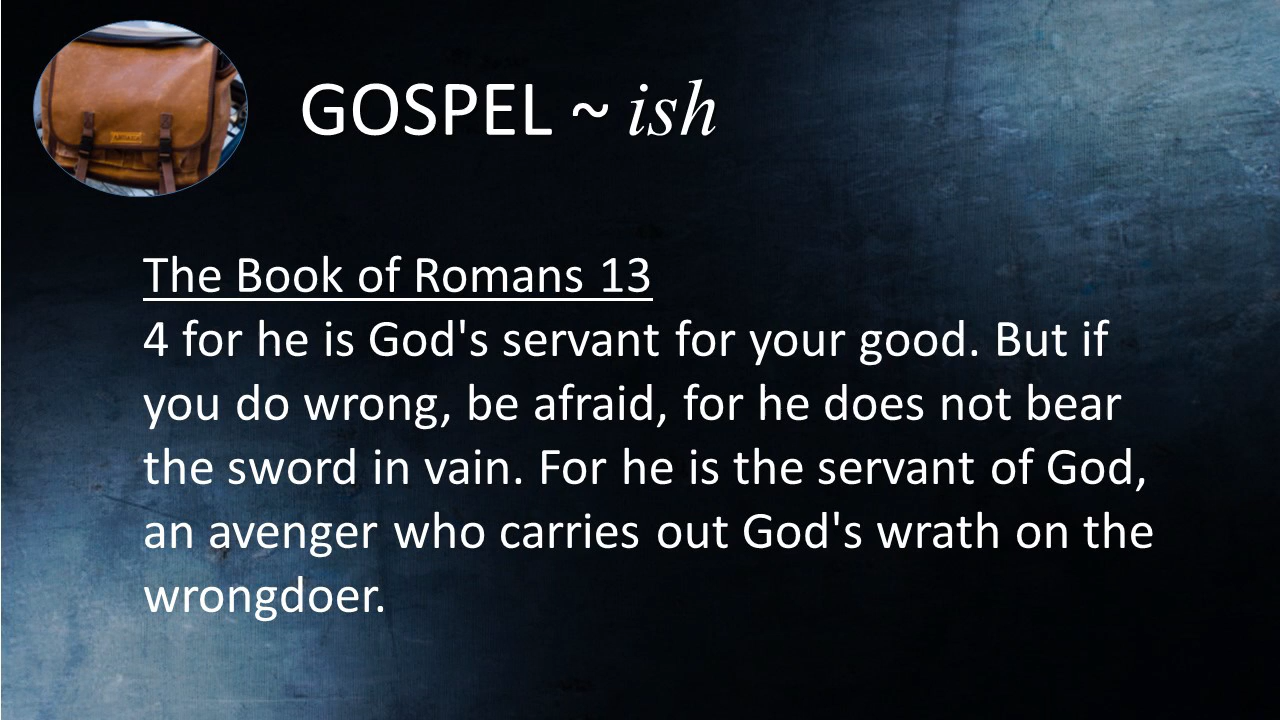 GOSPEL ~ ish
The Book of Romans 13
4 for he is God's servant for your good. But if
you do wrong, be afraid, for he does not bear
the sword in vain. For he is the servant of God,
an avenger who carries out God's wrath on the
wrongdoer.